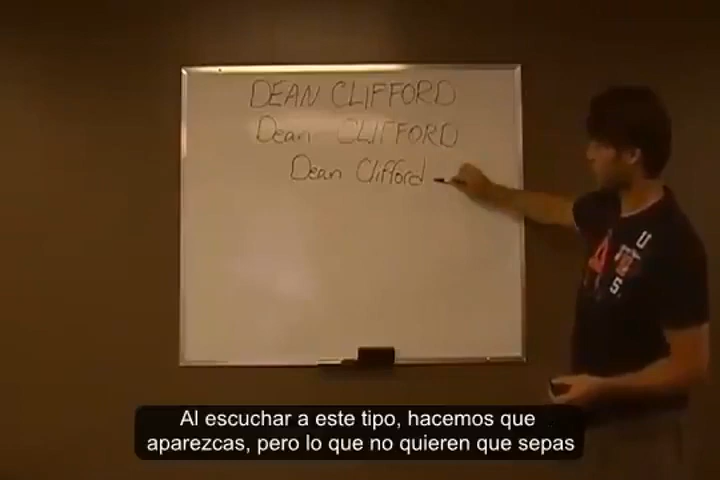 DEAN CLIFFORD
Dean CLIFFORD
Dean Clifford
U
S
Al escuchar a este tipo, hacemos que
aparezcas, pero lo que no quieren que sepas